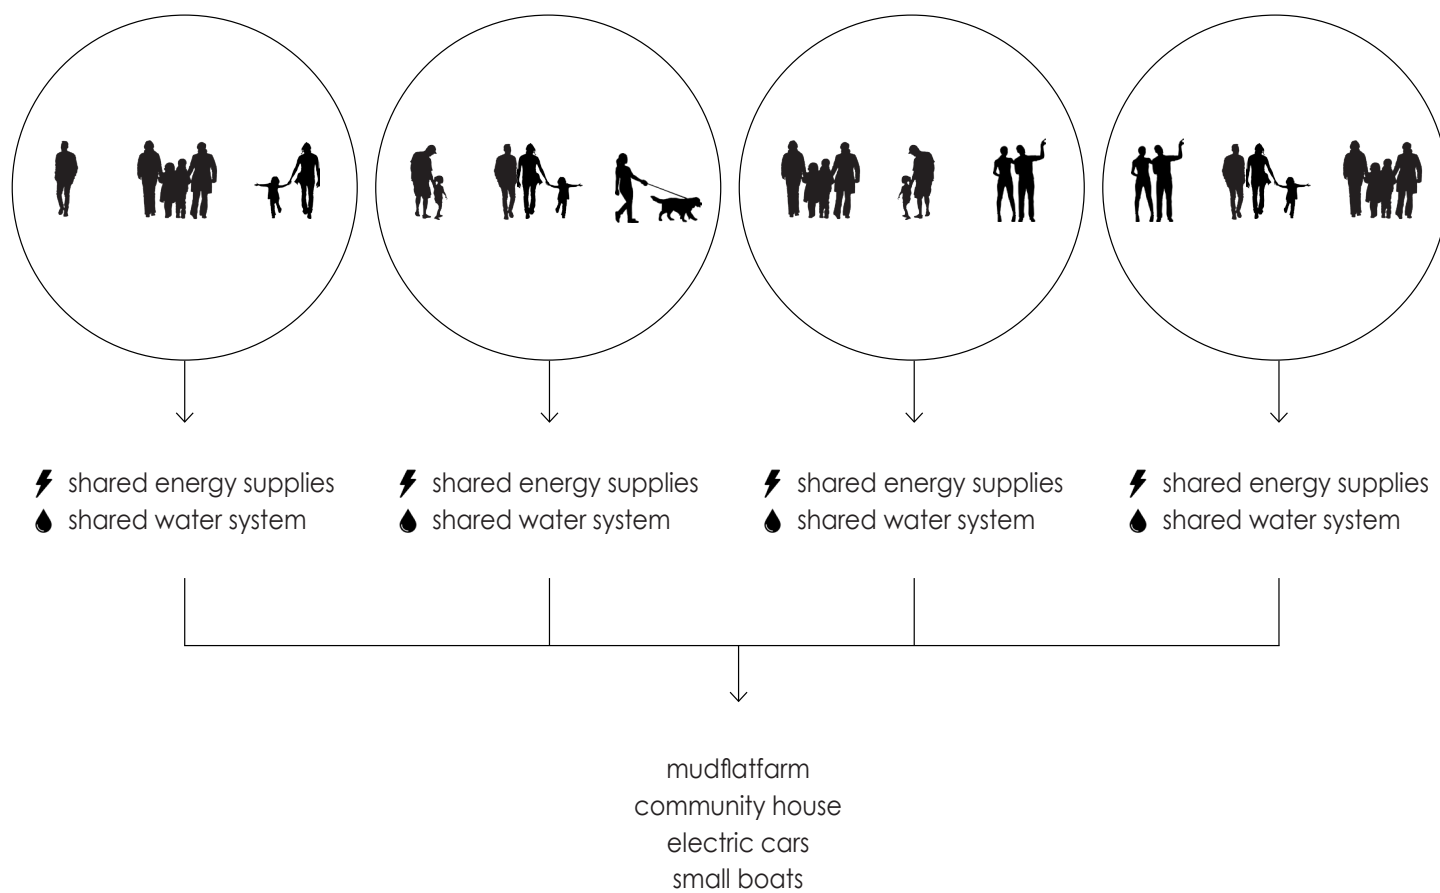 shared energy supplies
shared water system
shared energy supplies
shared water system
shared energy supplies
shared water system
shared energy supplies
shared water system
mudflatfarm
community house
electric cars
small boats